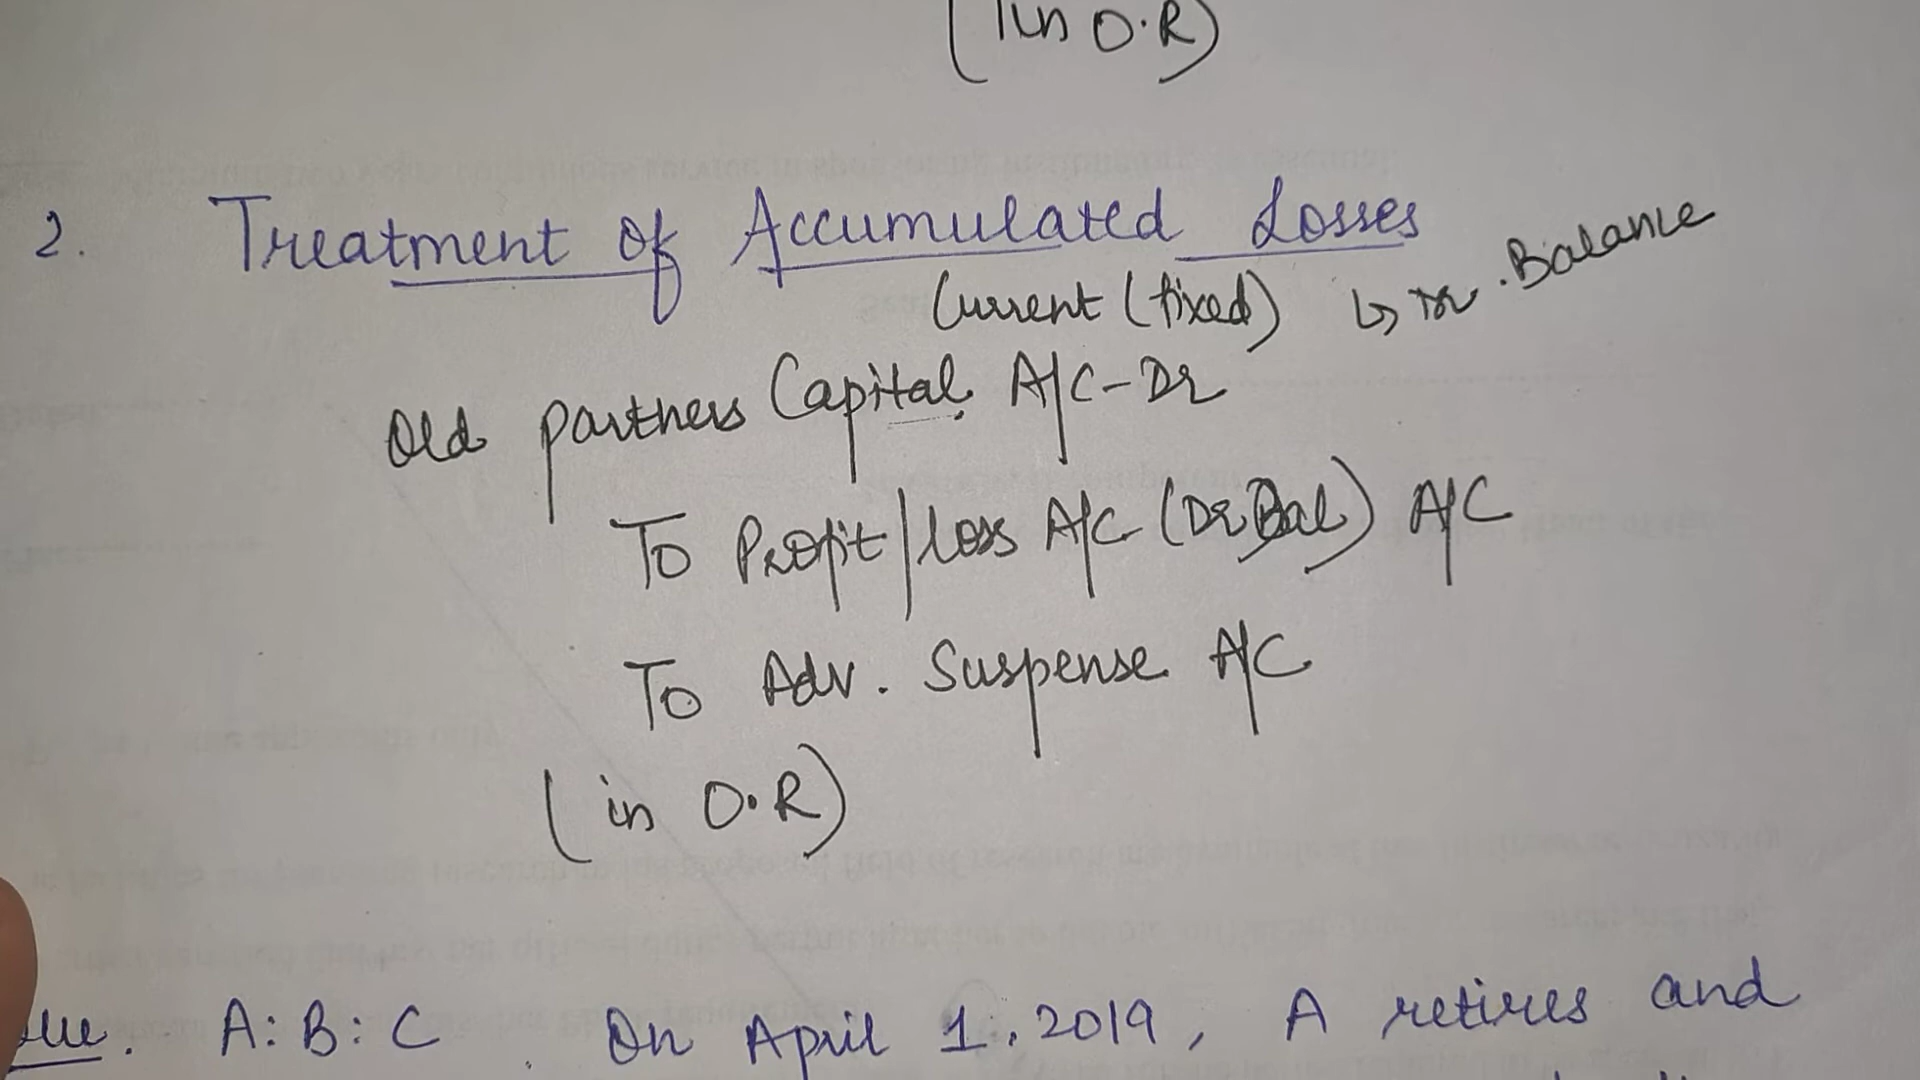 (in O.R)
2. Treatment of Accumulated Losses
Current (fixed) ↳ Dr. Balance
Old partners Capital A/C-Dr
To Profit/loss A/C (Dr Bal) A/C
To Adv. Suspense A/C
(in O.R)
A: B: C. On April 1, 2019, A retires and